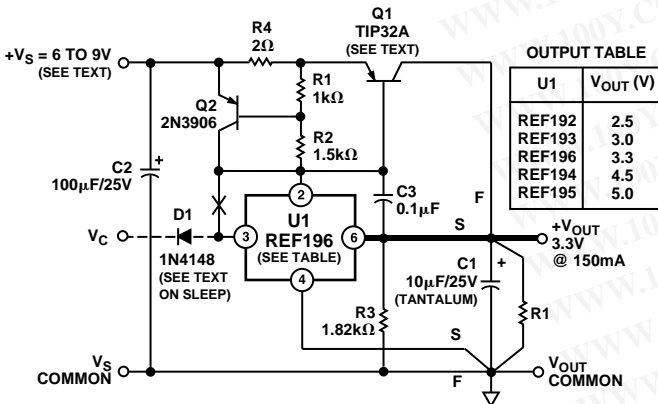 Q1
TIP32A
(SEE TEXT)
R4
2Ω
+VS = 6 TO 9V
(SEE TEXT)
OUTPUT TABLE
U1 VOUT (V)
REF192 2.5
REF193 3.0
REF196 3.3
REF194 4.5
REF195 5.0
R1
1kΩ
Q2
2N3906
R2
1.5kΩ
C2
100μF/25V
+
2
C3
0.1μF
F
D1
VC
1N4148
(SEE TEXT
ON SLEEP)
3
U1
REF196
(SEE TABLE)
6
4
S
+VOUT
3.3V
@ 150mA
C1
10μF/25V
(TANTALUM)
+
R1
R3
1.82kΩ
S
VS
COMMON
F
VOUT
COMMON